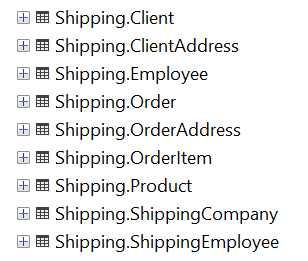 Shipping.Client
Shipping.ClientAddress
Shipping.Employee
Shipping.Order
Shipping.OrderAddress
Shipping.OrderItem
Shipping.Product
Shipping.ShippingCompany
Shipping.ShippingEmployee